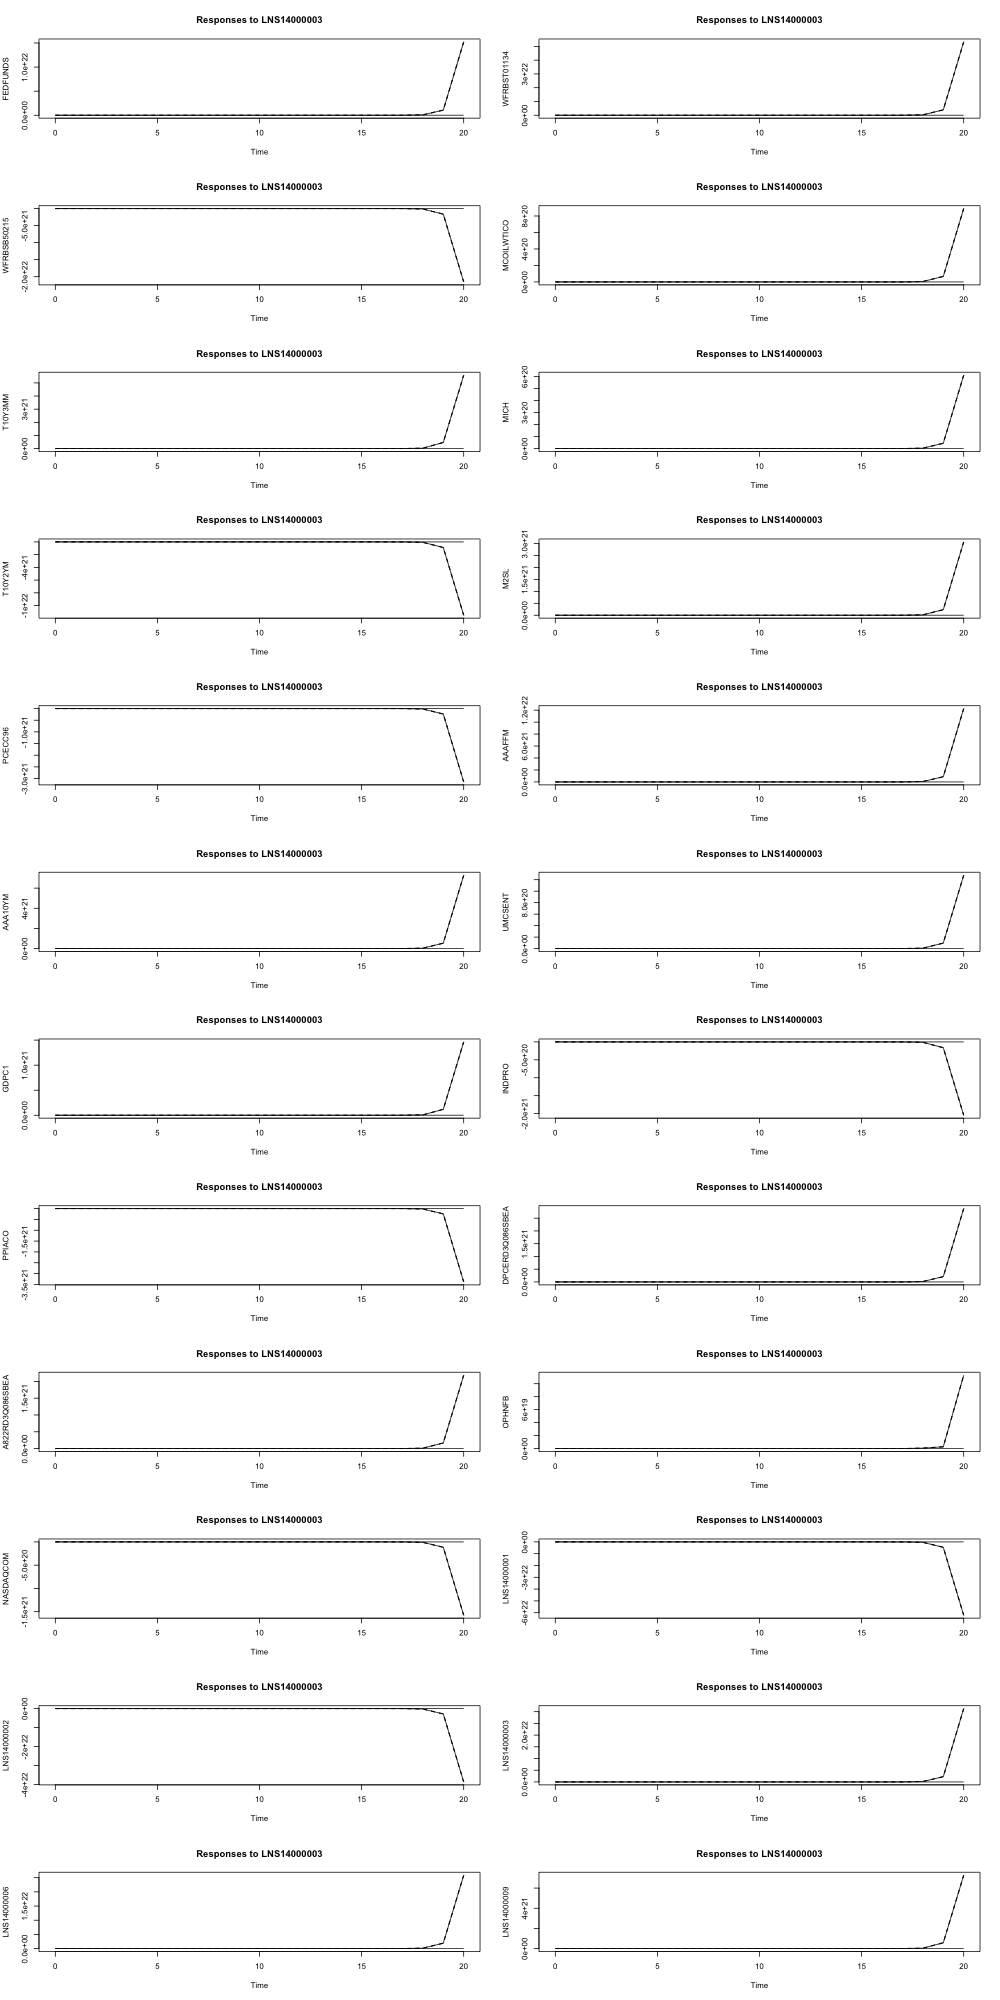 Responses to LNS14000003
FEDFUNDS
0.0e+00 1.0e+22
0 5 10 15 20
Time
Responses to LNS14000003
WFRBST01134
0e+00 3e+22
0 5 10 15 20
Time
Responses to LNS14000003
WFRBSB50215
-2.0e+22 -5.0e+21
0 5 10 15 20
Time
Responses to LNS14000003
MCOILWTICO
0e+00 4e+20 8e+20
0 5 10 15 20
Time
Responses to LNS14000003
T10Y3MM
0e+00 3e+21
0 5 10 15 20
Time
Responses to LNS14000003
MICH
0e+00 3e+20 6e+20
0 5 10 15 20
Time
Responses to LNS14000003
T10Y2YM
-1e+22 -4e+21
0 5 10 15 20
Time
Responses to LNS14000003
M2SL
0.0e+00 1.5e+21 3.0e+21
0 5 10 15 20
Time
Responses to LNS14000003
PCECC96
-3.0e+21 -1.0e+21
0 5 10 15 20
Time
Responses to LNS14000003
AAAFFM
0.0e+00 6.0e+21 1.2e+22
0 5 10 15 20
Time
Responses to LNS14000003
AAA10YM
0e+00 4e+21
0 5 10 15 20
Time
Responses to LNS14000003
UMCSENT
0.0e+00 8.0e+20
0 5 10 15 20
Time
Responses to LNS14000003
GDPC1
0.0e+00 1.0e+21
0 5 10 15 20
Time
Responses to LNS14000003
INDPRO
-2.0e+21 -5.0e+20
0 5 10 15 20
Time
Responses to LNS14000003
PPIACO
-3.5e+21 -1.5e+21
0 5 10 15 20
Time
Responses to LNS14000003
DPCERD3Q086SBEA
0.0e+00 1.5e+21
0 5 10 15 20
Time
Responses to LNS14000003
A822RD3Q086SBEA
0.0e+00 1.5e+21
0 5 10 15 20
Time
Responses to LNS14000003
OPHNFB
0e+00 6e+19
0 5 10 15 20
Time
Responses to LNS14000003
NASDAQCOM
-1.5e+21 -5.0e+20
0 5 10 15 20
Time
Responses to LNS14000003
LNS14000001
-6e+22 -3e+22 0e+00
0 5 10 15 20
Time
Responses to LNS14000003
LNS14000002
-4e+22 -2e+22 0e+00
0 5 10 15 20
Time
Responses to LNS14000003
LNS14000003
0.0e+00 2.0e+22
0 5 10 15 20
Time
Responses to LNS14000003
LNS14000006
0.0e+00 1.5e+22
0 5 10 15 20
Time
Responses to LNS14000003
LNS14000009
0e+00 4e+21
0 5 10 15 20
Time